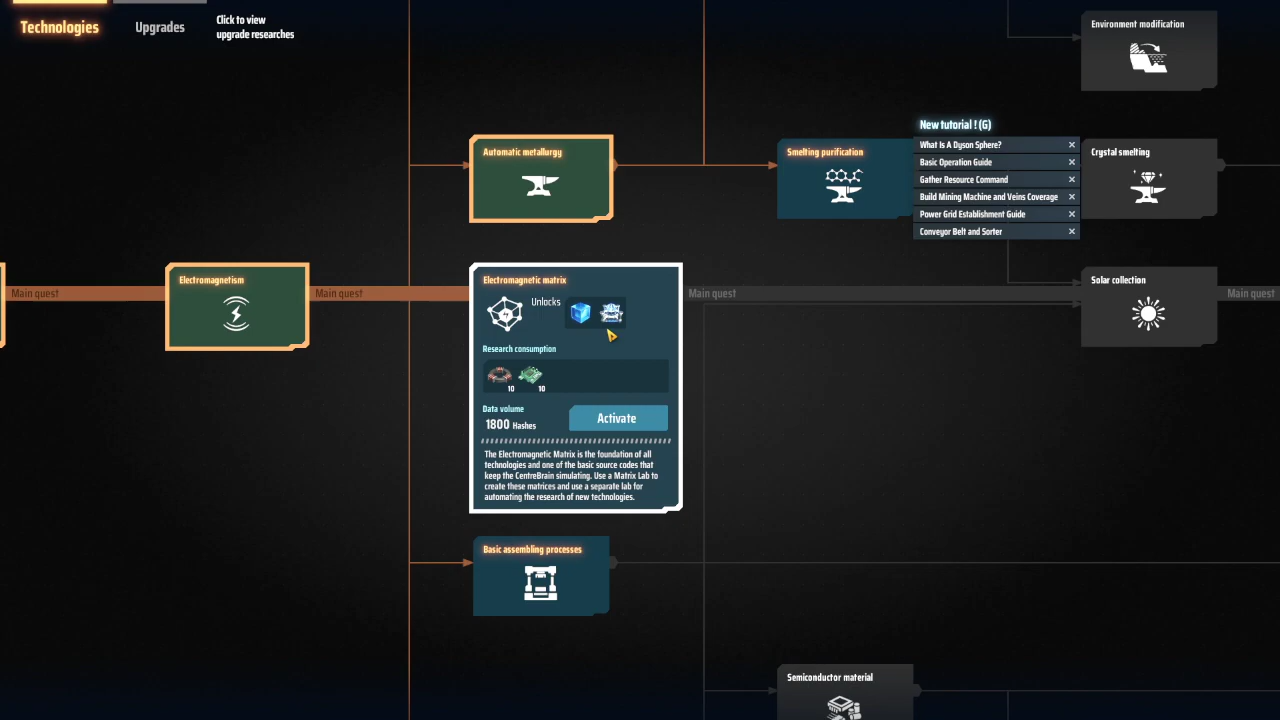 Technologies
Upgrades
Click to view
upgrade researches
Environment modification
Automatic metallurgy
Smelting purification
New tutorial ! (G)
What Is A Dyson Sphere?
Basic Operation Guide
Gather Resource Command
Build Mining Machine and Veins Coverage
Power Grid Establishment Guide
Conveyor Belt and Sorter
Crystal smelting
Main quest
Electromagnetism
Main quest
Electromagnetic matrix
Unlocks
Research consumption
10
10
Data volume
1800 Hashes
Activate
The Electromagnetic Matrix is the foundation of all
technologies and one of the basic source codes that
keep the CentreBrain simulating. Use a Matrix Lab to
create these matrices and use a separate lab for
automating the research of new technologies.
Main quest
Solar collection
Main quest
Basic assembling processes
Semiconductor material